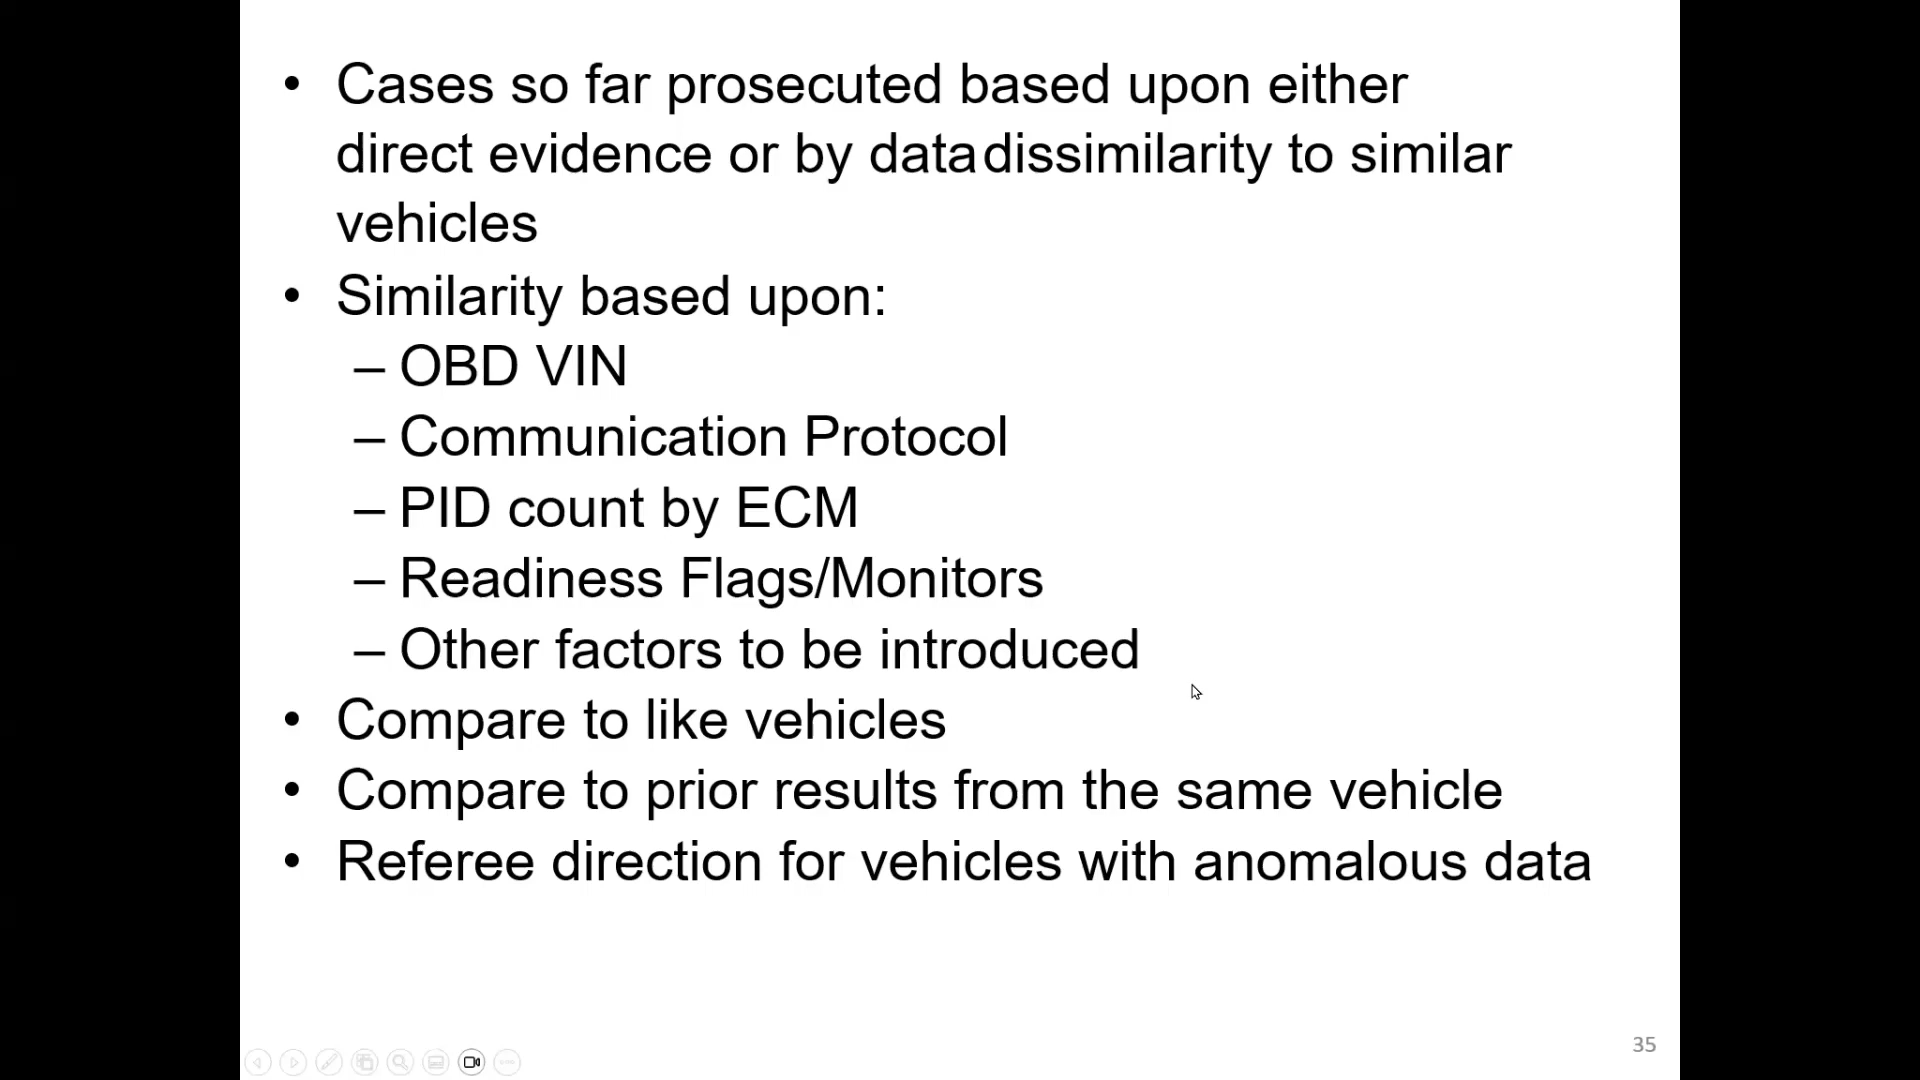 • Cases so far prosecuted based upon either
direct evidence or by data dissimilarity to similar
vehicles
• Similarity based upon:
– OBD VIN
– Communication Protocol
– PID count by ECM
– Readiness Flags/Monitors
– Other factors to be introduced
• Compare to like vehicles
• Compare to prior results from the same vehicle
• Referee direction for vehicles with anomalous data
35